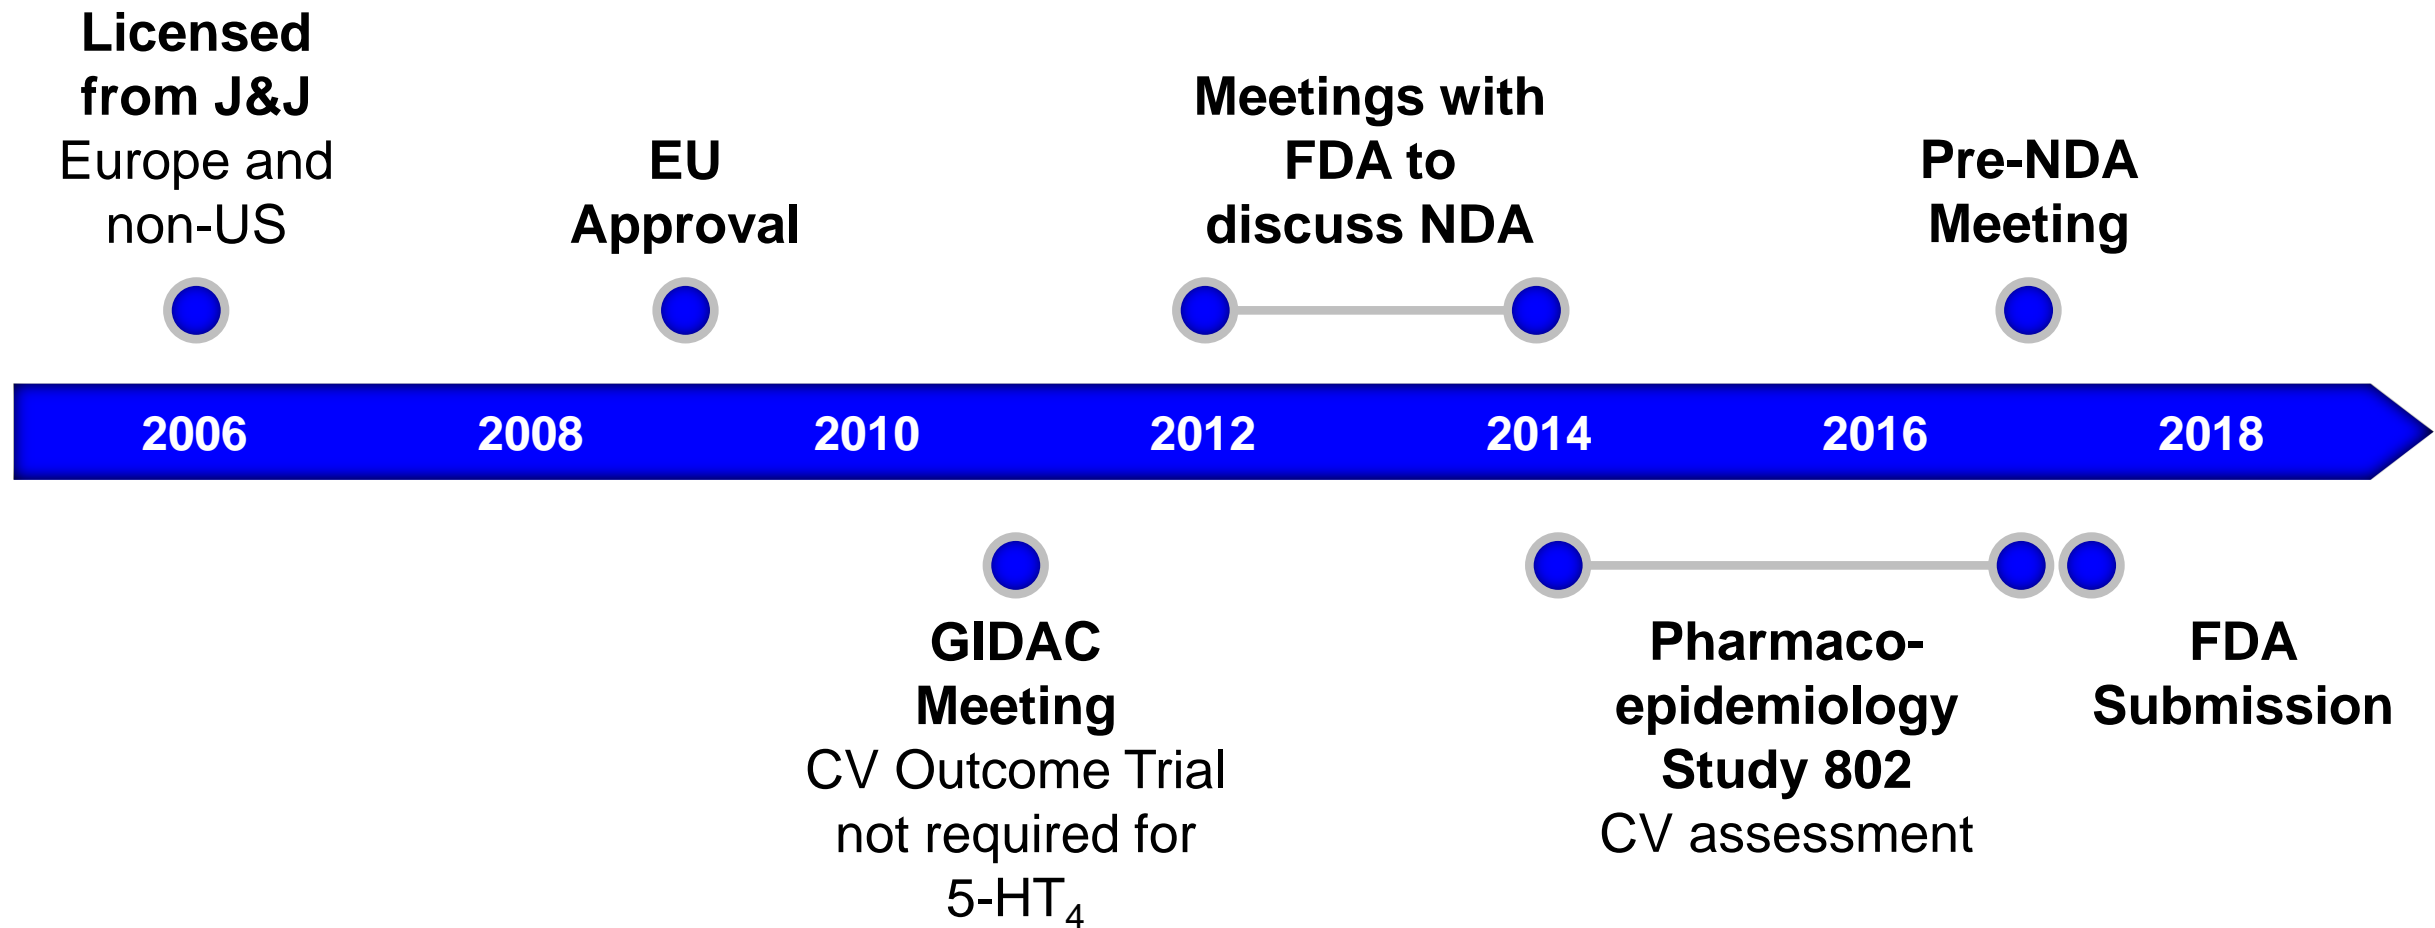 Licensed
from J&J
Europe and
non-US
EU
Approval
Meetings with
FDA to
discuss NDA
Pre-NDA
Meeting
2006
2008
2010
2012
2014
2016
2018
GIDAC
Meeting
CV Outcome Trial
not required for
5-HT₄
Pharmaco-
epidemiology
Study 802
CV assessment
FDA
Submission